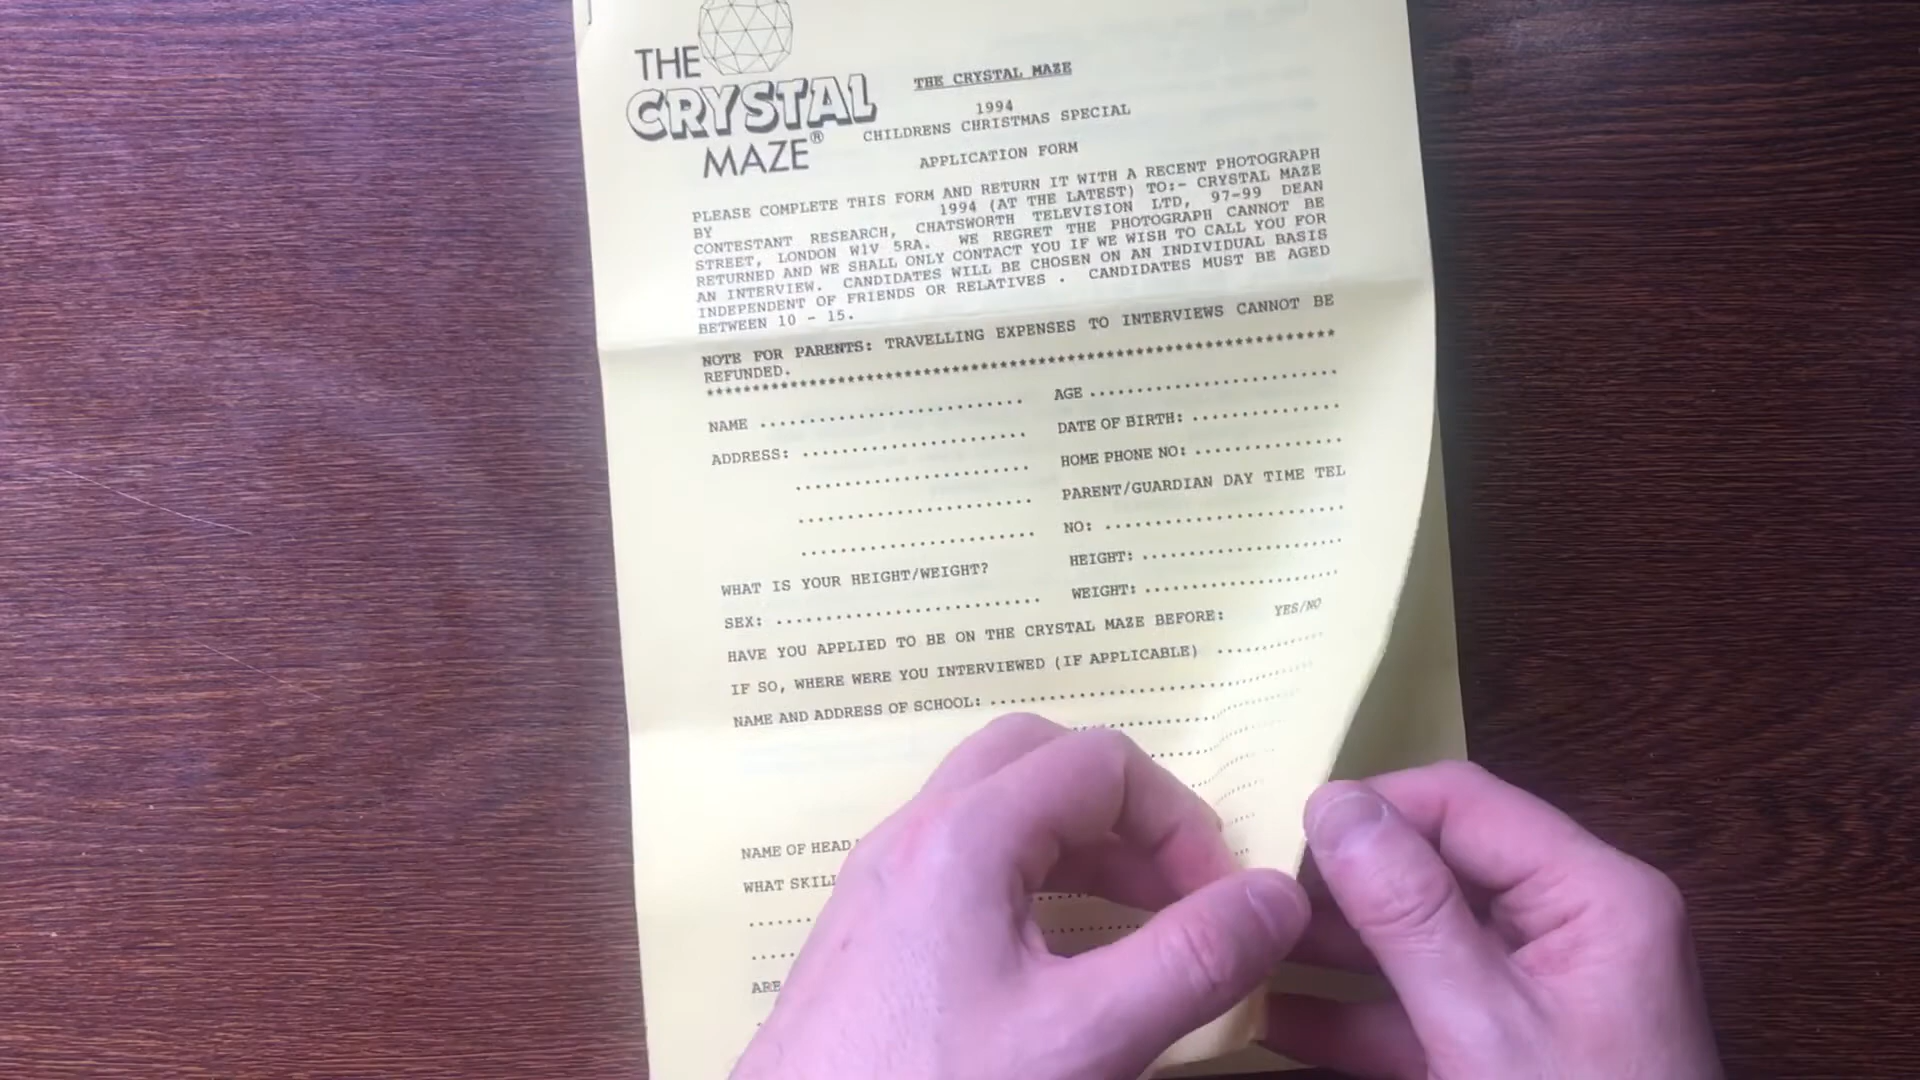 THE
CRYSTAL
MAZE®
THE CRYSTAL MAZE
1994
CHILDRENS CHRISTMAS SPECIAL
APPLICATION FORM
PLEASE COMPLETE THIS FORM AND RETURN IT WITH A RECENT PHOTOGRAPH
BY 1994 (AT THE LATEST) TO:- CRYSTAL MAZE
CONTESTANT RESEARCH, CHATSWORTH TELEVISION LTD, 97-99 DEAN
STREET, LONDON W1V 5RA. WE REGRET THE PHOTOGRAPH CANNOT BE
RETURNED AND WE SHALL ONLY CONTACT YOU IF WE WISH TO CALL YOU FOR
AN INTERVIEW. CANDIDATES WILL BE CHOSEN ON AN INDIVIDUAL BASIS
INDEPENDENT OF FRIENDS OR RELATIVES . CANDIDATES MUST BE AGED
BETWEEN 10 - 15.
NOTE FOR PARENTS: TRAVELLING EXPENSES TO INTERVIEWS CANNOT BE
REFUNDED.
NAME AGE
ADDRESS: DATE OF BIRTH:
HOME PHONE NO:
PARENT/GUARDIAN DAY TIME TEL
NO:
WHAT IS YOUR HEIGHT/WEIGHT? HEIGHT:
SEX: WEIGHT:
HAVE YOU APPLIED TO BE ON THE CRYSTAL MAZE BEFORE: YES/NO
IF SO, WHERE WERE YOU INTERVIEWED (IF APPLICABLE)
NAME AND ADDRESS OF SCHOOL:
NAME OF HEAD
WHAT SKILL
ARE